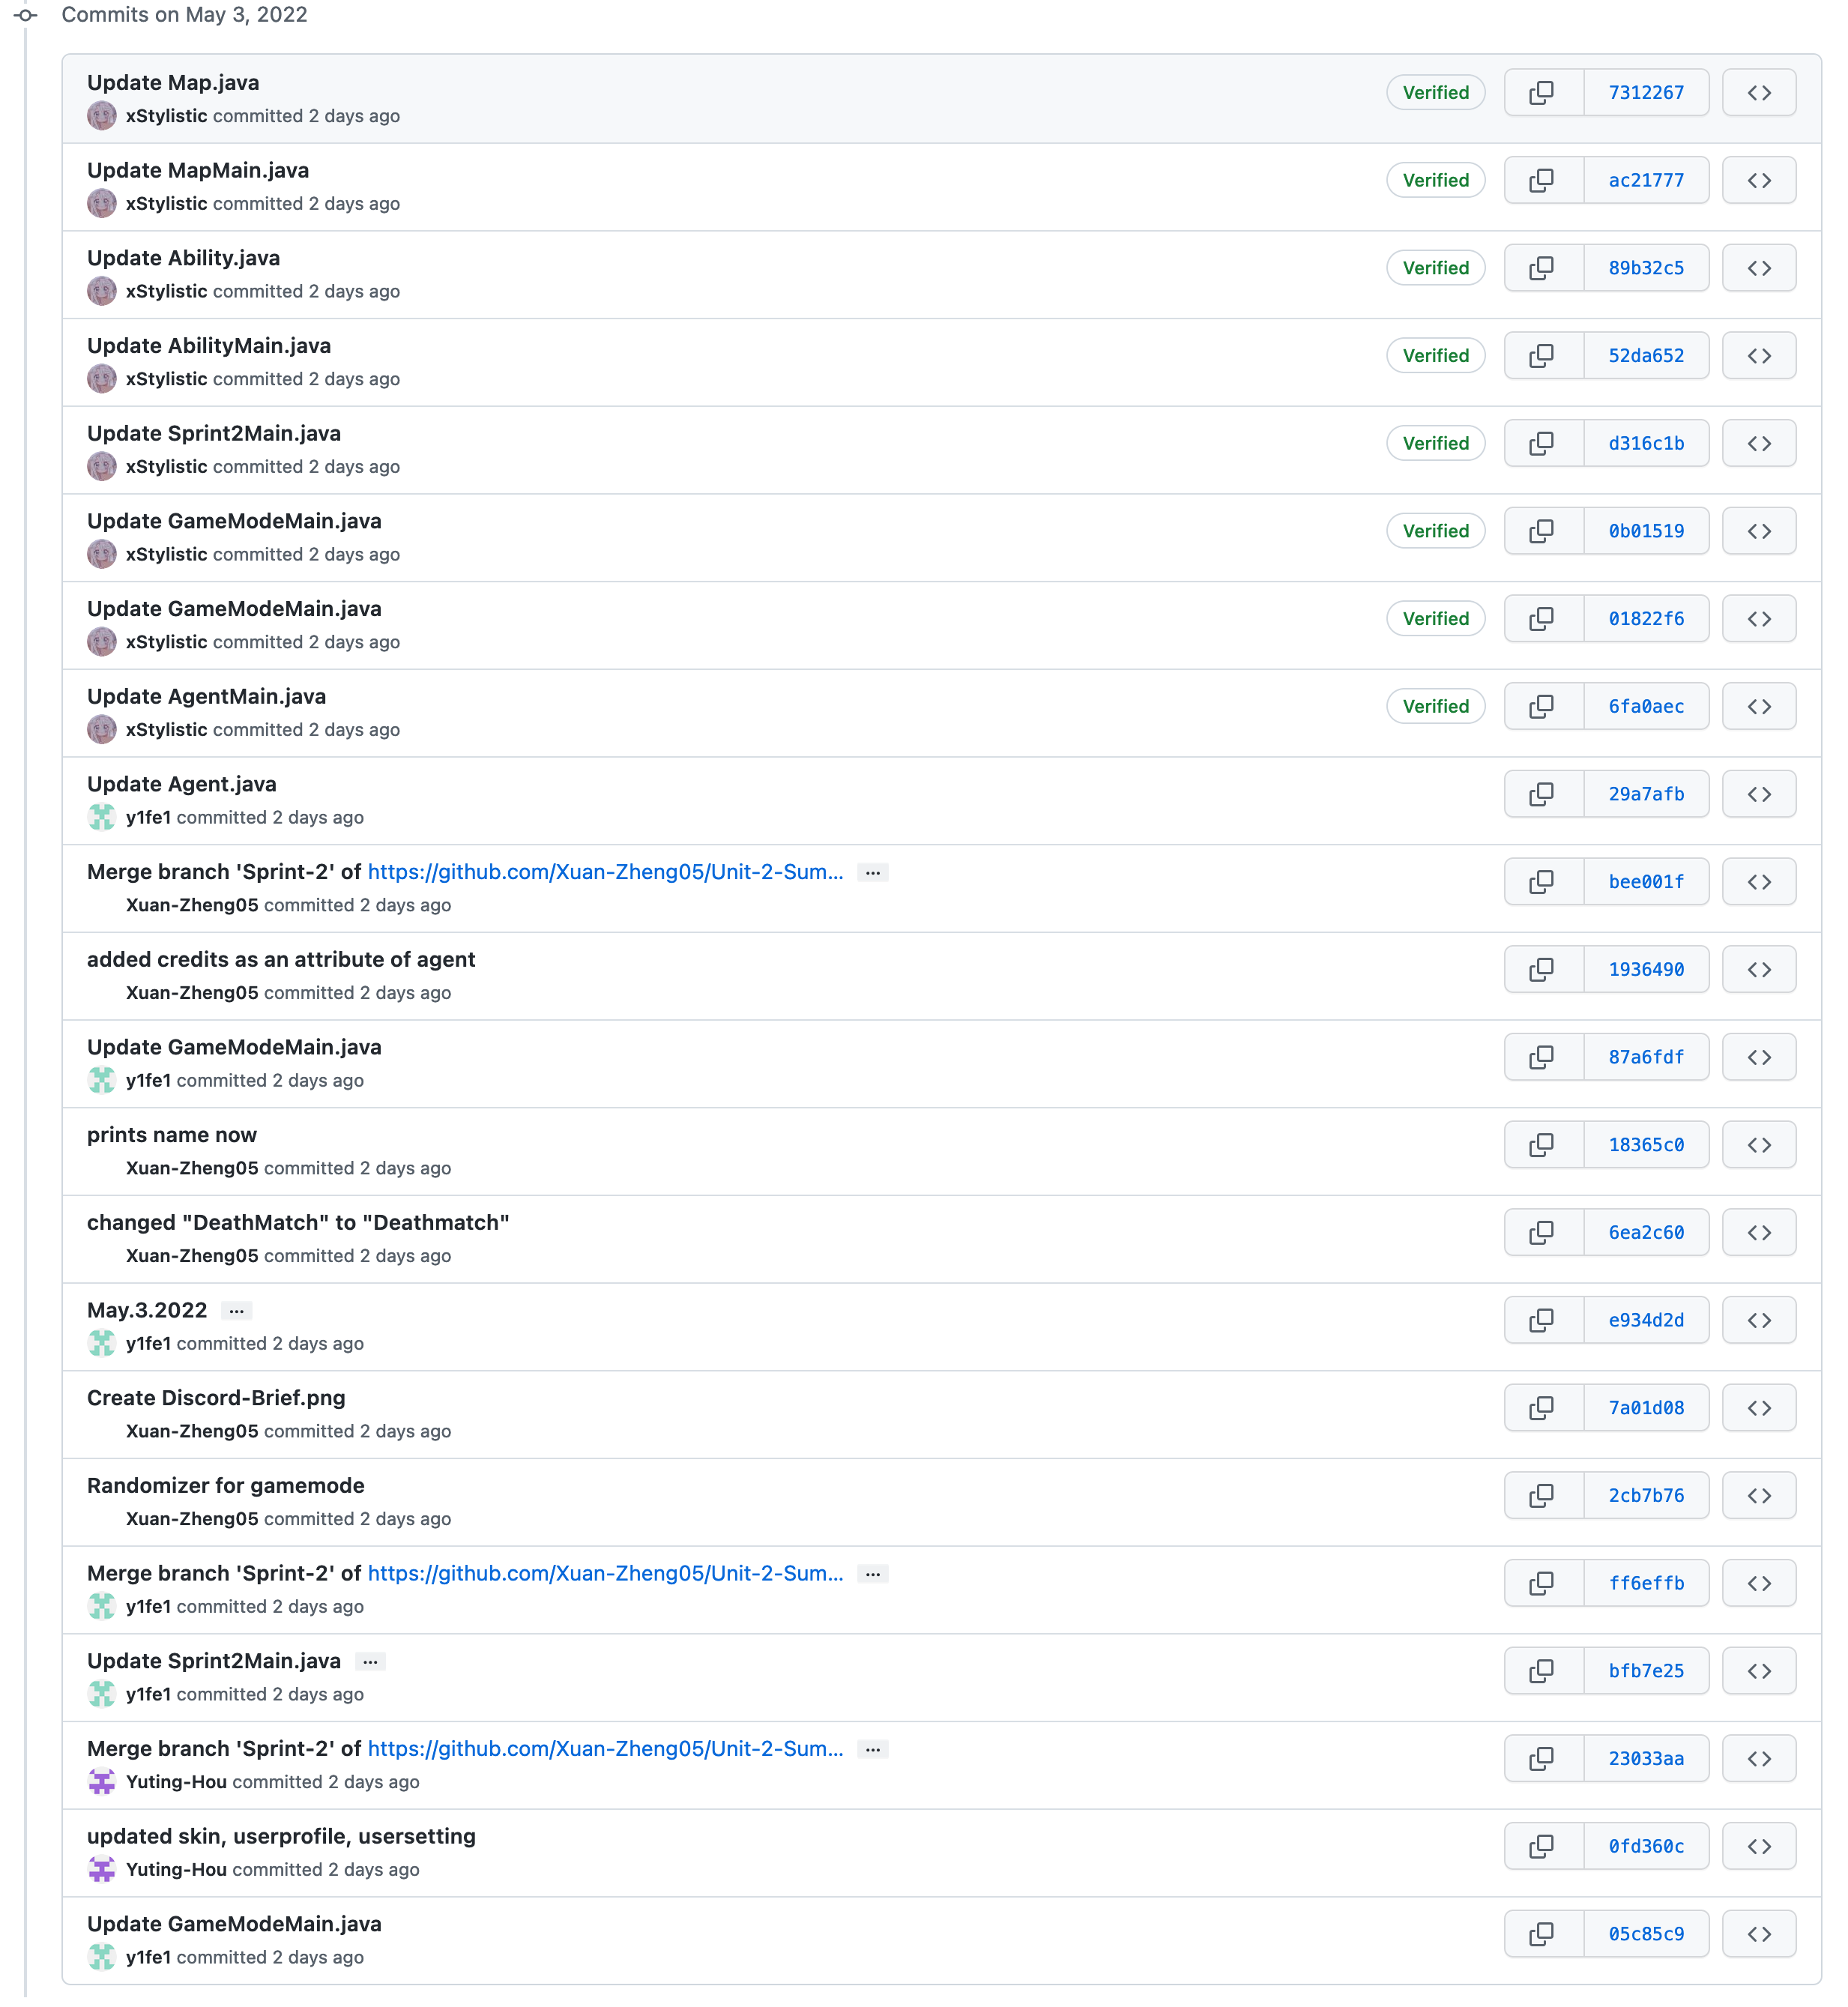 Commits on May 3, 2022
Update Map.java
xStylistic committed 2 days ago
Verified
7312267
Update MapMain.java
xStylistic committed 2 days ago
Verified
ac21777
Update Ability.java
xStylistic committed 2 days ago
Verified
89b32c5
Update AbilityMain.java
xStylistic committed 2 days ago
Verified
52da652
Update Sprint2Main.java
xStylistic committed 2 days ago
Verified
d316c1b
Update GameModeMain.java
xStylistic committed 2 days ago
Verified
0b01519
Update GameModeMain.java
xStylistic committed 2 days ago
Verified
01822f6
Update AgentMain.java
xStylistic committed 2 days ago
Verified
6fa0aec
Update Agent.java
y1fe1 committed 2 days ago
29a7afb
Merge branch 'Sprint-2' of https://github.com/Xuan-Zheng05/Unit-2-Sum... ...
Xuan-Zheng05 committed 2 days ago
bee001f
added credits as an attribute of agent
Xuan-Zheng05 committed 2 days ago
1936490
Update GameModeMain.java
y1fe1 committed 2 days ago
87a6fdf
prints name now
Xuan-Zheng05 committed 2 days ago
18365c0
changed "DeathMatch" to "Deathmatch"
Xuan-Zheng05 committed 2 days ago
6ea2c60
May.3.2022 ...
y1fe1 committed 2 days ago
e934d2d
Create Discord-Brief.png
Xuan-Zheng05 committed 2 days ago
7a01d08
Randomizer for gamemode
Xuan-Zheng05 committed 2 days ago
2cb7b76
Merge branch 'Sprint-2' of https://github.com/Xuan-Zheng05/Unit-2-Sum... ...
y1fe1 committed 2 days ago
ff6effb
Update Sprint2Main.java ...
y1fe1 committed 2 days ago
bfb7e25
Merge branch 'Sprint-2' of https://github.com/Xuan-Zheng05/Unit-2-Sum... ...
Yuting-Hou committed 2 days ago
23033aa
updated skin, userprofile, usersetting
Yuting-Hou committed 2 days ago
0fd360c
Update GameModeMain.java
y1fe1 committed 2 days ago
05c85c9